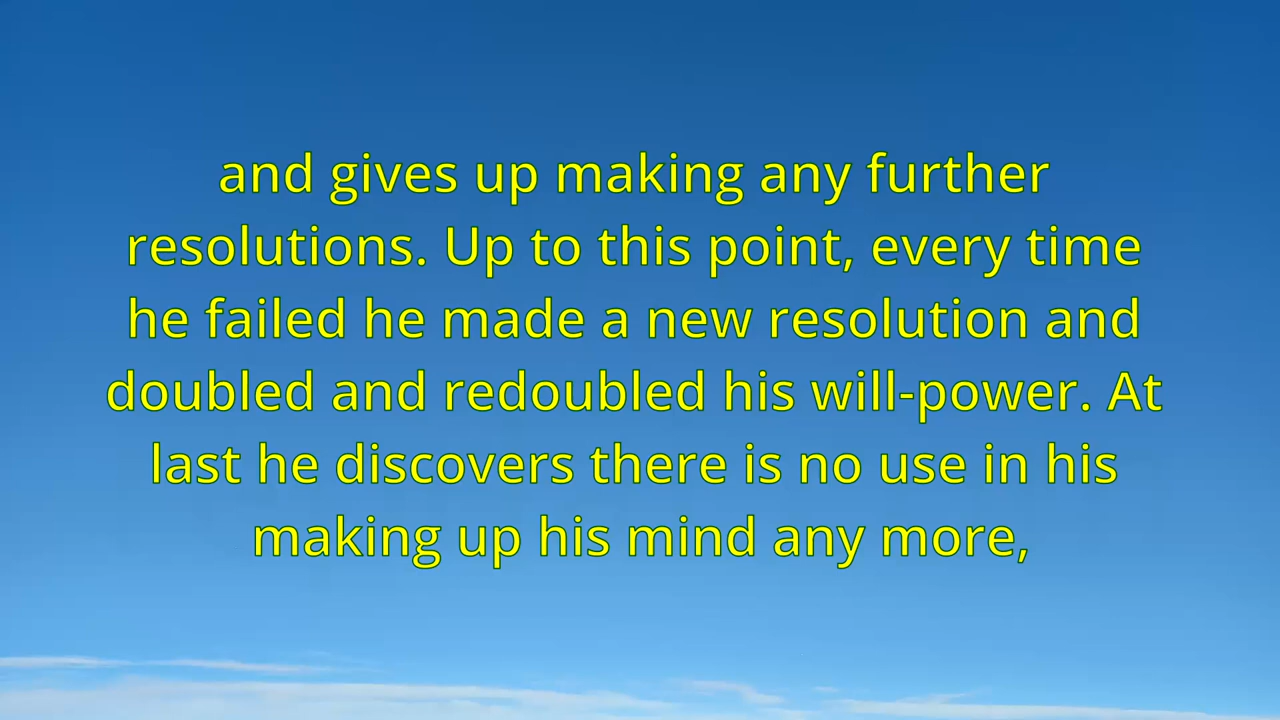 and gives up making any further
resolutions. Up to this point, every time
he failed he made a new resolution and
doubled and redoubled his will-power. At
last he discovers there is no use in his
making up his mind any more,